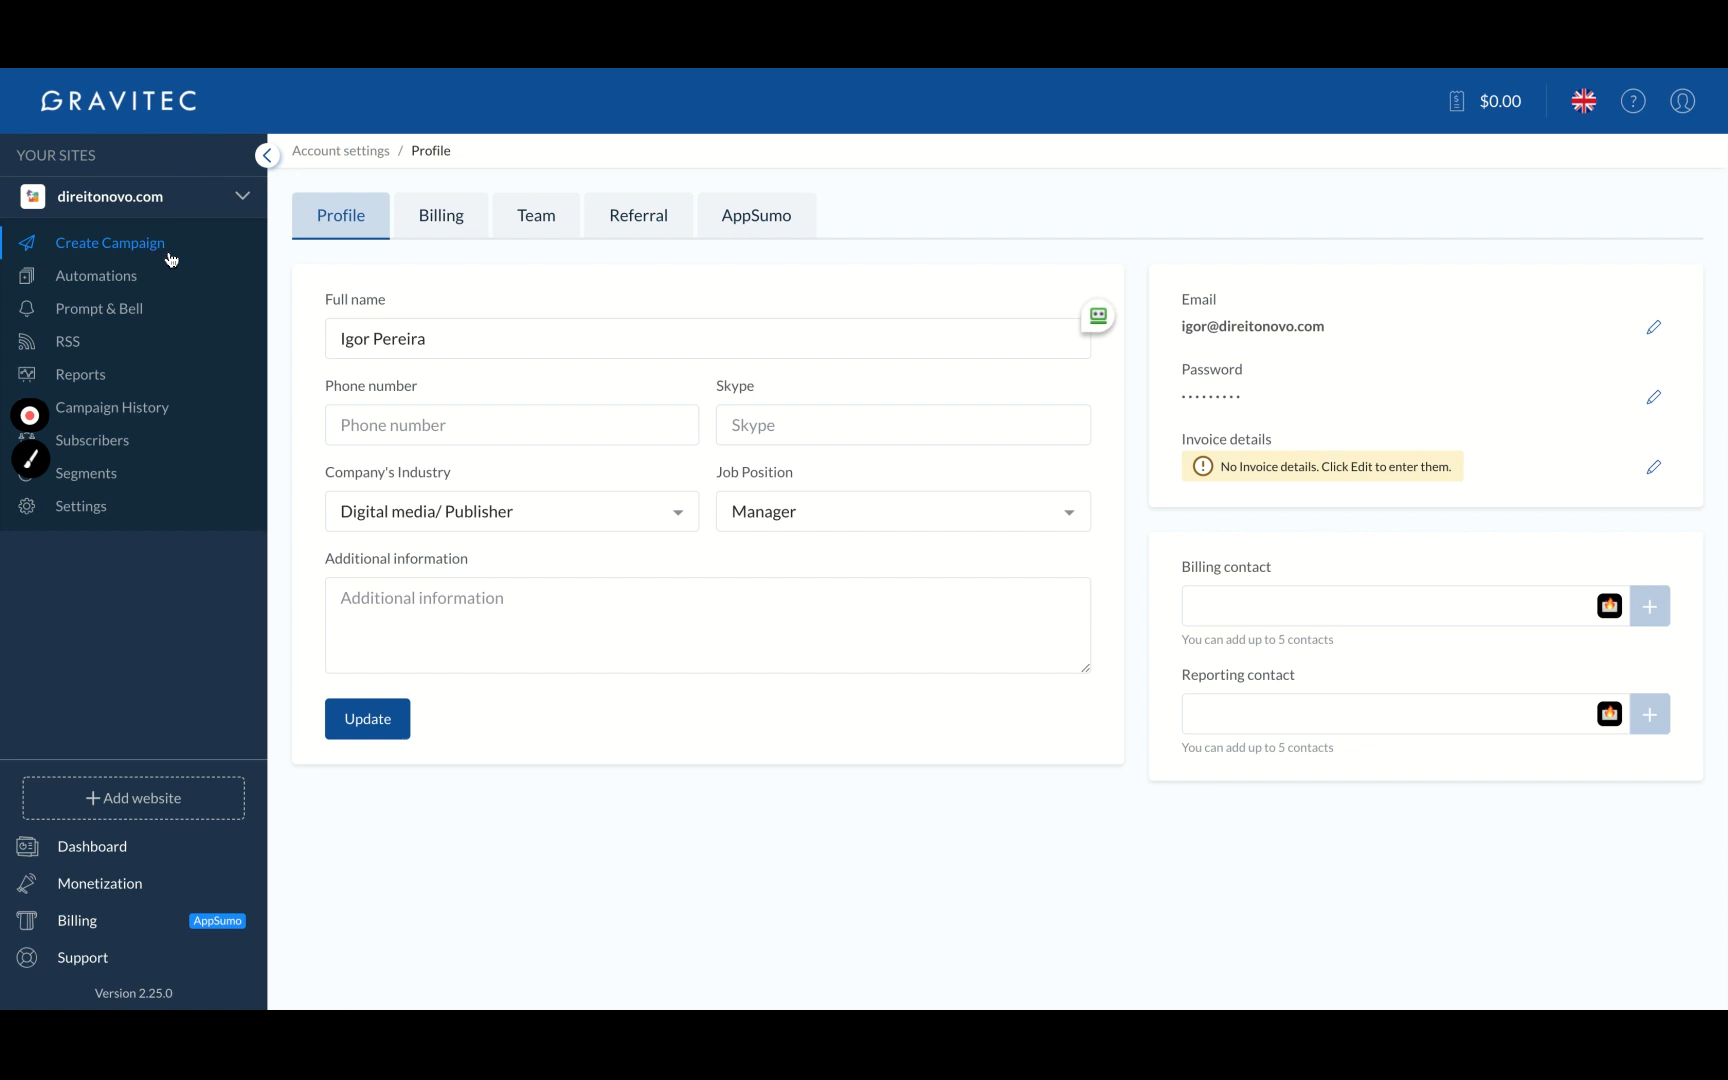 GRAVITEC
$0.00
?
YOUR SITES
direitonovo.com
Create Campaign
Automations
Prompt & Bell
RSS
Reports
Campaign History
Subscribers
Segments
Settings
+ Add website
Dashboard
Monetization
Billing
AppSumo
Support
Version 2.25.0
Account settings / Profile
Profile
Billing
Team
Referral
AppSumo
Full name
Igor Pereira
Phone number
Skype
Phone number
Skype
Company's Industry
Job Position
Digital media/ Publisher
Manager
Additional information
Additional information
Update
Email
igor@direitonovo.com
Password
·········
Invoice details
No Invoice details. Click Edit to enter them.
Billing contact
+
You can add up to 5 contacts
Reporting contact
+
You can add up to 5 contacts